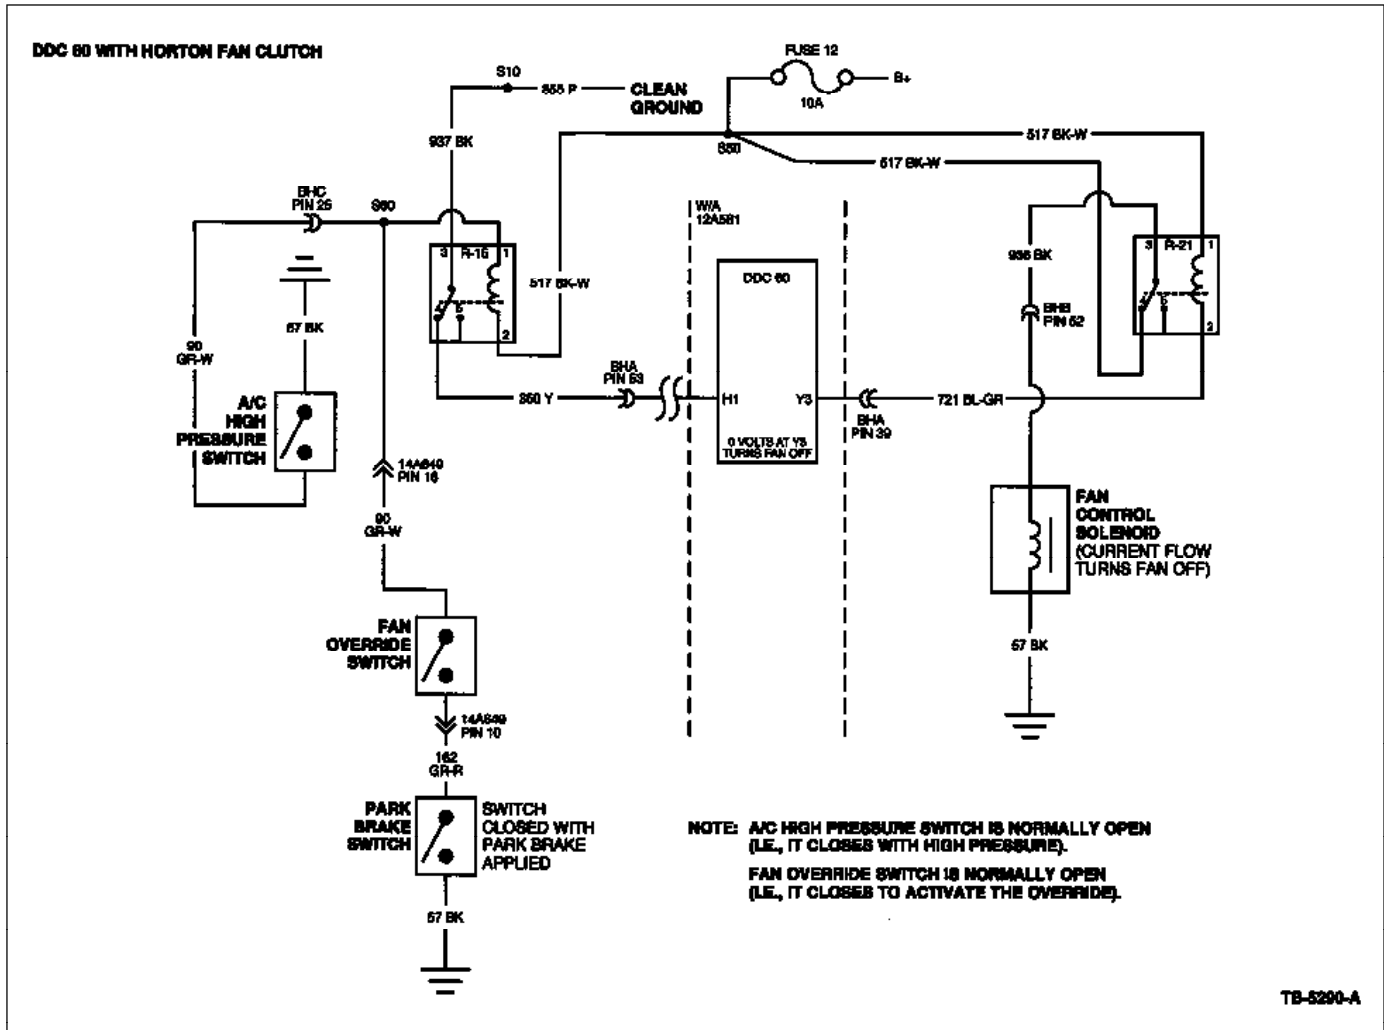 DDC 60 WITH HORTON FAN CLUTCH
FUSE 12
10A
B+
S10
855 P
CLEAN
GROUND
937 BK
S50
517 BK-W
517 BK-W
BHC
PIN 25
S60
W/A
12A581
3 R-15 1
4 5
2
517 BK-W
57 BK
90
GR-W
A/C
HIGH
PRESSURE
SWITCH
DDC 60
936 BK
BHB
PIN 52
3 R-21 1
4 5
2
BHA
PIN 53
850 Y
H1
Y3
0 VOLTS AT Y3
TURNS FAN OFF
BHA
PIN 39
721 BL-GR
14A649
PIN 16
90
GR-W
FAN
CONTROL
SOLENOID
(CURRENT FLOW
TURNS FAN OFF)
57 BK
FAN
OVERRIDE
SWITCH
14A649
PIN 10
162
GR-R
PARK
BRAKE
SWITCH
SWITCH
CLOSED WITH
PARK BRAKE
APPLIED
57 BK
NOTE: A/C HIGH PRESSURE SWITCH IS NORMALLY OPEN
(I.E., IT CLOSES WITH HIGH PRESSURE).
FAN OVERRIDE SWITCH IS NORMALLY OPEN
(I.E., IT CLOSES TO ACTIVATE THE OVERRIDE).
TB-5290-A